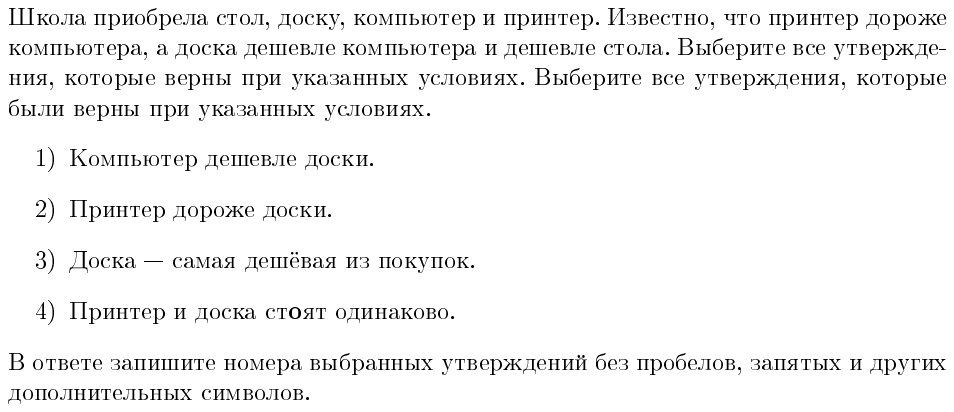 Школа приобрела стол, доску, компьютер и принтер. Известно, что принтер дороже
компьютера, а доска дешевле компьютера и дешевле стола. Выберите все утвержде-
ния, которые верны при указанных условиях. Выберите все утверждения, которые
были верны при указанных условиях.
1) Компьютер дешевле доски.
2) Принтер дороже доски.
3) Доска — самая дешёвая из покупок.
4) Принтер и доска стоят одинаково.
В ответе запишите номера выбранных утверждений без пробелов, запятых и других
дополнительных символов.